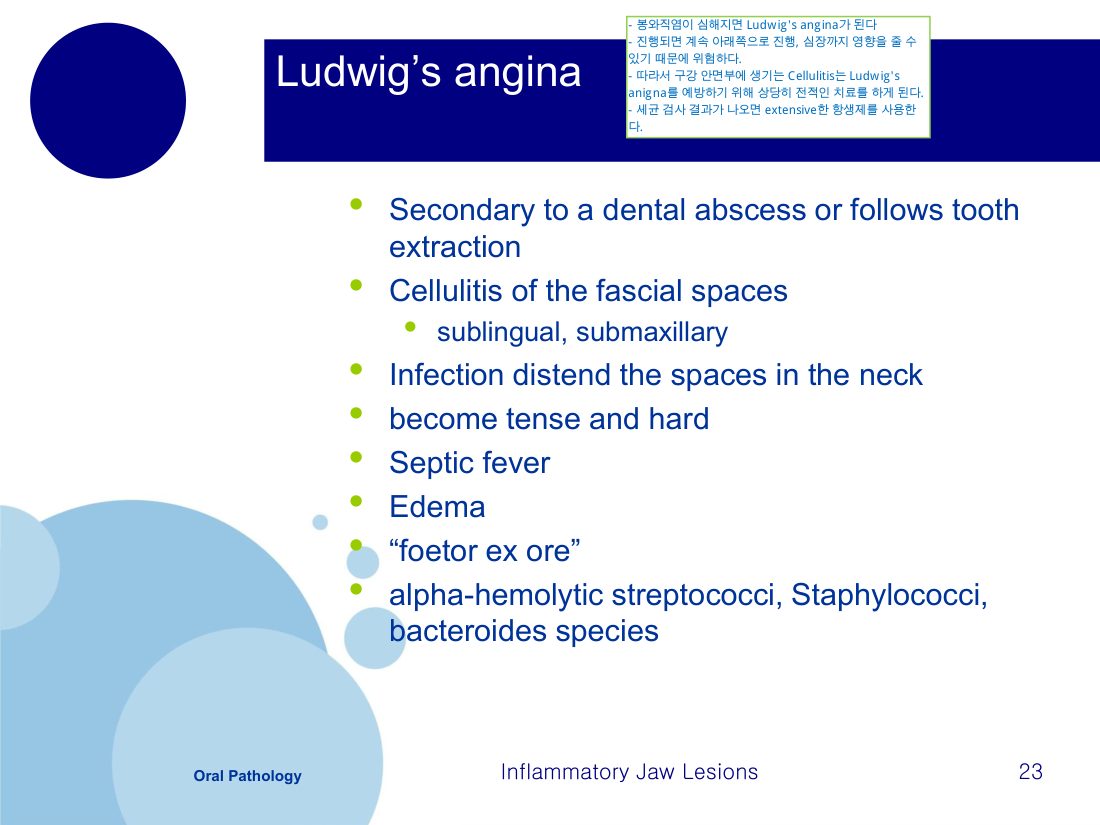 Ludwig’s angina
- 봉와직염이 심해지면 Ludwig's angina가 된다
- 진행되면 계속 아래쪽으로 진행, 심장까지 영향을 줄 수
있기 때문에 위험하다.
- 따라서 구강 안면부에 생기는 Cellulitis는 Ludwig's
anigna를 예방하기 위해 상당히 전적인 치료를 하게 된다.
- 세균 검사 결과가 나오면 extensive한 항생제를 사용한
다.
• Secondary to a dental abscess or follows tooth
extraction
• Cellulitis of the fascial spaces
• sublingual, submaxillary
• Infection distend the spaces in the neck
• become tense and hard
• Septic fever
• Edema
• “foetor ex ore”
• alpha-hemolytic streptococci, Staphylococci,
bacteroides species
Oral Pathology
Inflammatory Jaw Lesions
23